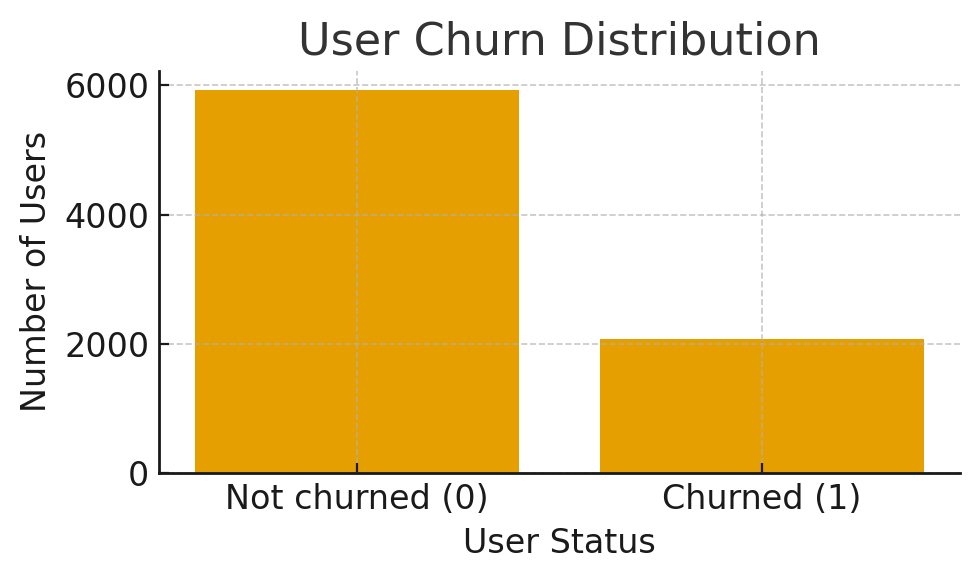 User Churn Distribution
Number of Users
6000
4000
2000
0
Not churned (0)
Churned (1)
User Status